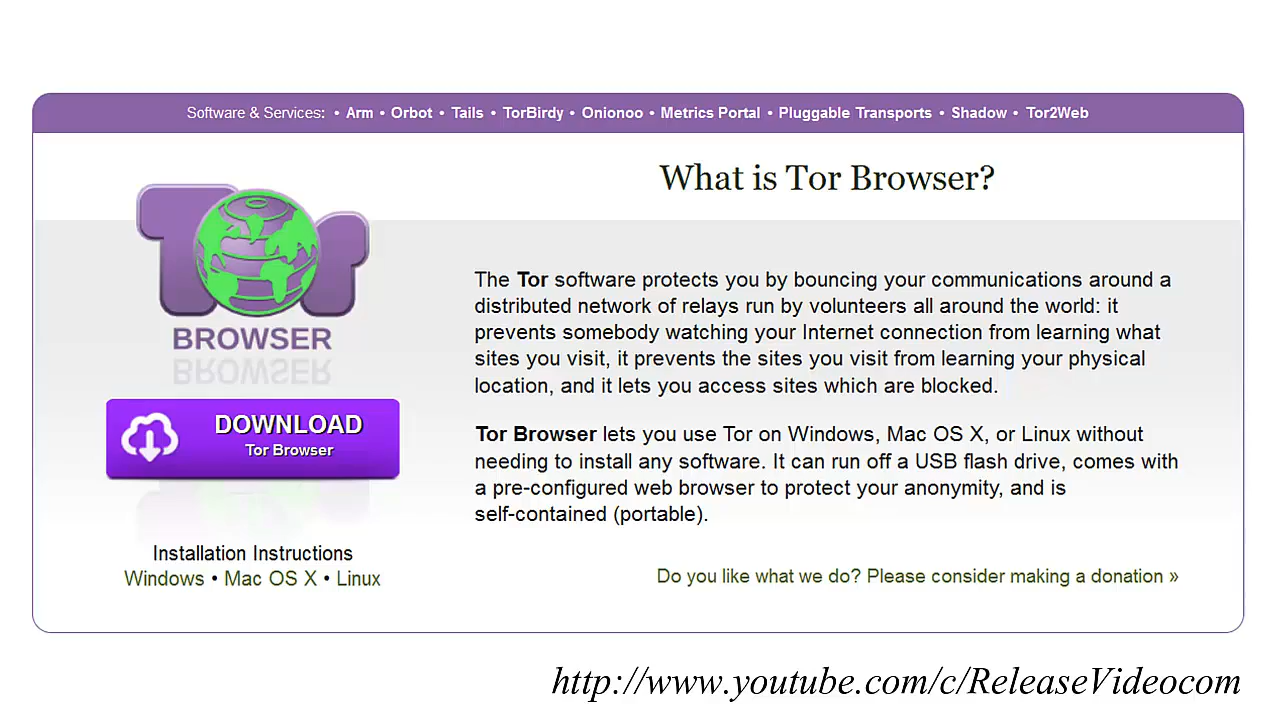 Software & Services: • Arm • Orbot • Tails • TorBirdy • Onionoo • Metrics Portal • Pluggable Transports • Shadow • Tor2Web
What is Tor Browser?
Tor
BROWSER
DOWNLOAD
Tor Browser
Installation Instructions
Windows • Mac OS X • Linux
The Tor software protects you by bouncing your communications around a
distributed network of relays run by volunteers all around the world: it
prevents somebody watching your Internet connection from learning what
sites you visit, it prevents the sites you visit from learning your physical
location, and it lets you access sites which are blocked.
Tor Browser lets you use Tor on Windows, Mac OS X, or Linux without
needing to install any software. It can run off a USB flash drive, comes with
a pre-configured web browser to protect your anonymity, and is
self-contained (portable).
Do you like what we do? Please consider making a donation »
http://www.youtube.com/c/ReleaseVideocom